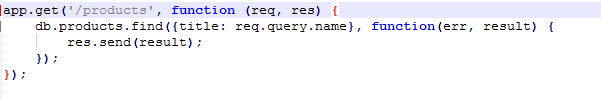 app.get('/products', function (req, res) {
    db.products.find({title: req.query.name}, function(err, result) {
        res.send(result);
    });
});